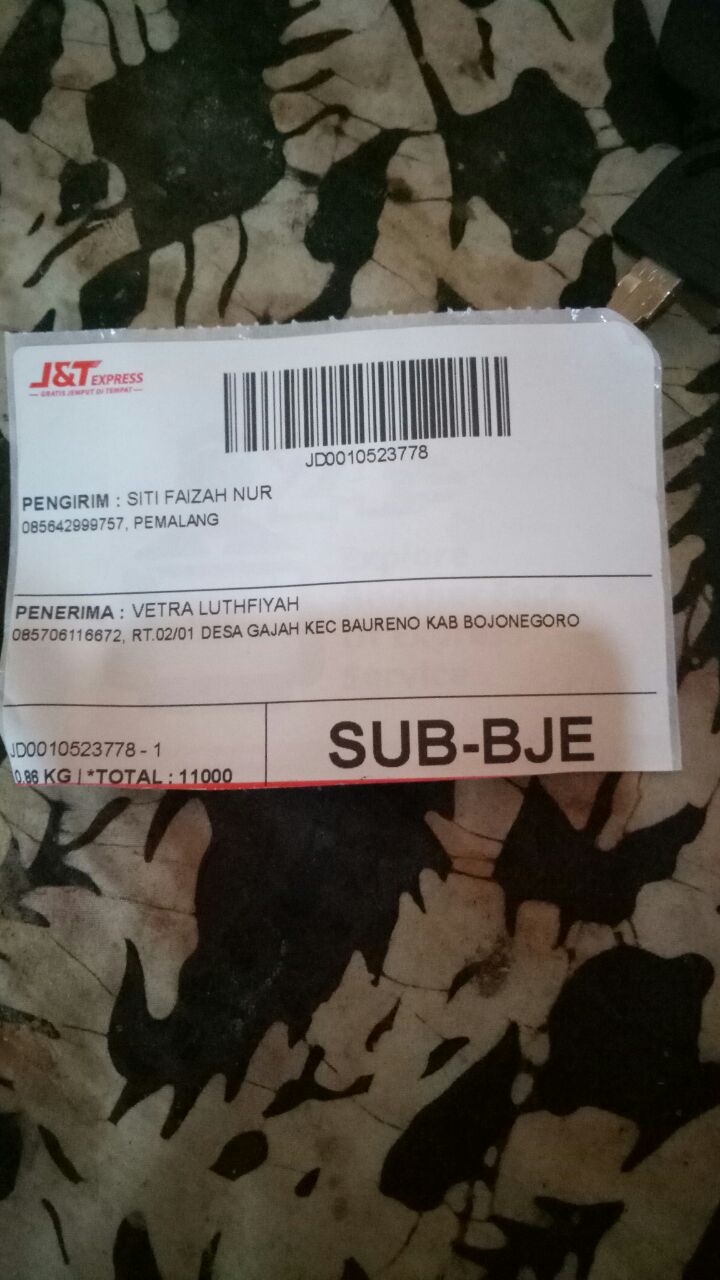 J&T EXPRESS
GRATIS JEMPUT DI TEMPAT
JD0010523778
PENGIRIM : SITI FAIZAH NUR
085642999757, PEMALANG
PENERIMA : VETRA LUTHFIYAH
085706116672, RT.02/01 DESA GAJAH KEC BAURENO KAB BOJONEGORO
JD0010523778 - 1
0.86 KG | *TOTAL : 11000
SUB-BJE